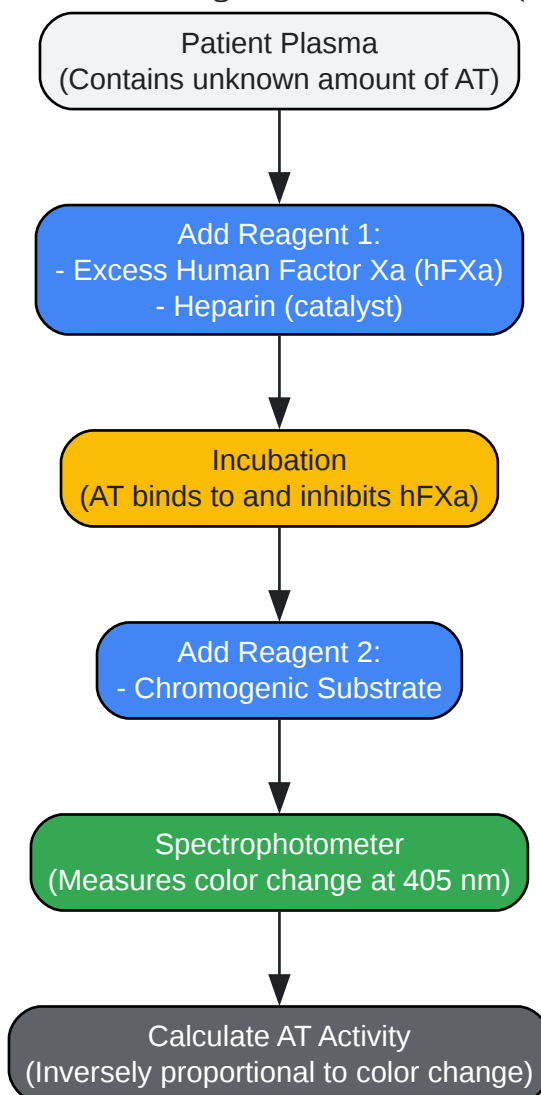 Patient Plasma
(Contains unknown amount of AT)
Add Reagent 1:
- Excess Human Factor Xa (hFXa)
- Heparin (catalyst)
Incubation
(AT binds to and inhibits hFXa)
Add Reagent 2:
- Chromogenic Substrate
Spectrophotometer
(Measures color change at 405 nm)
Calculate AT Activity
(Inversely proportional to color change)